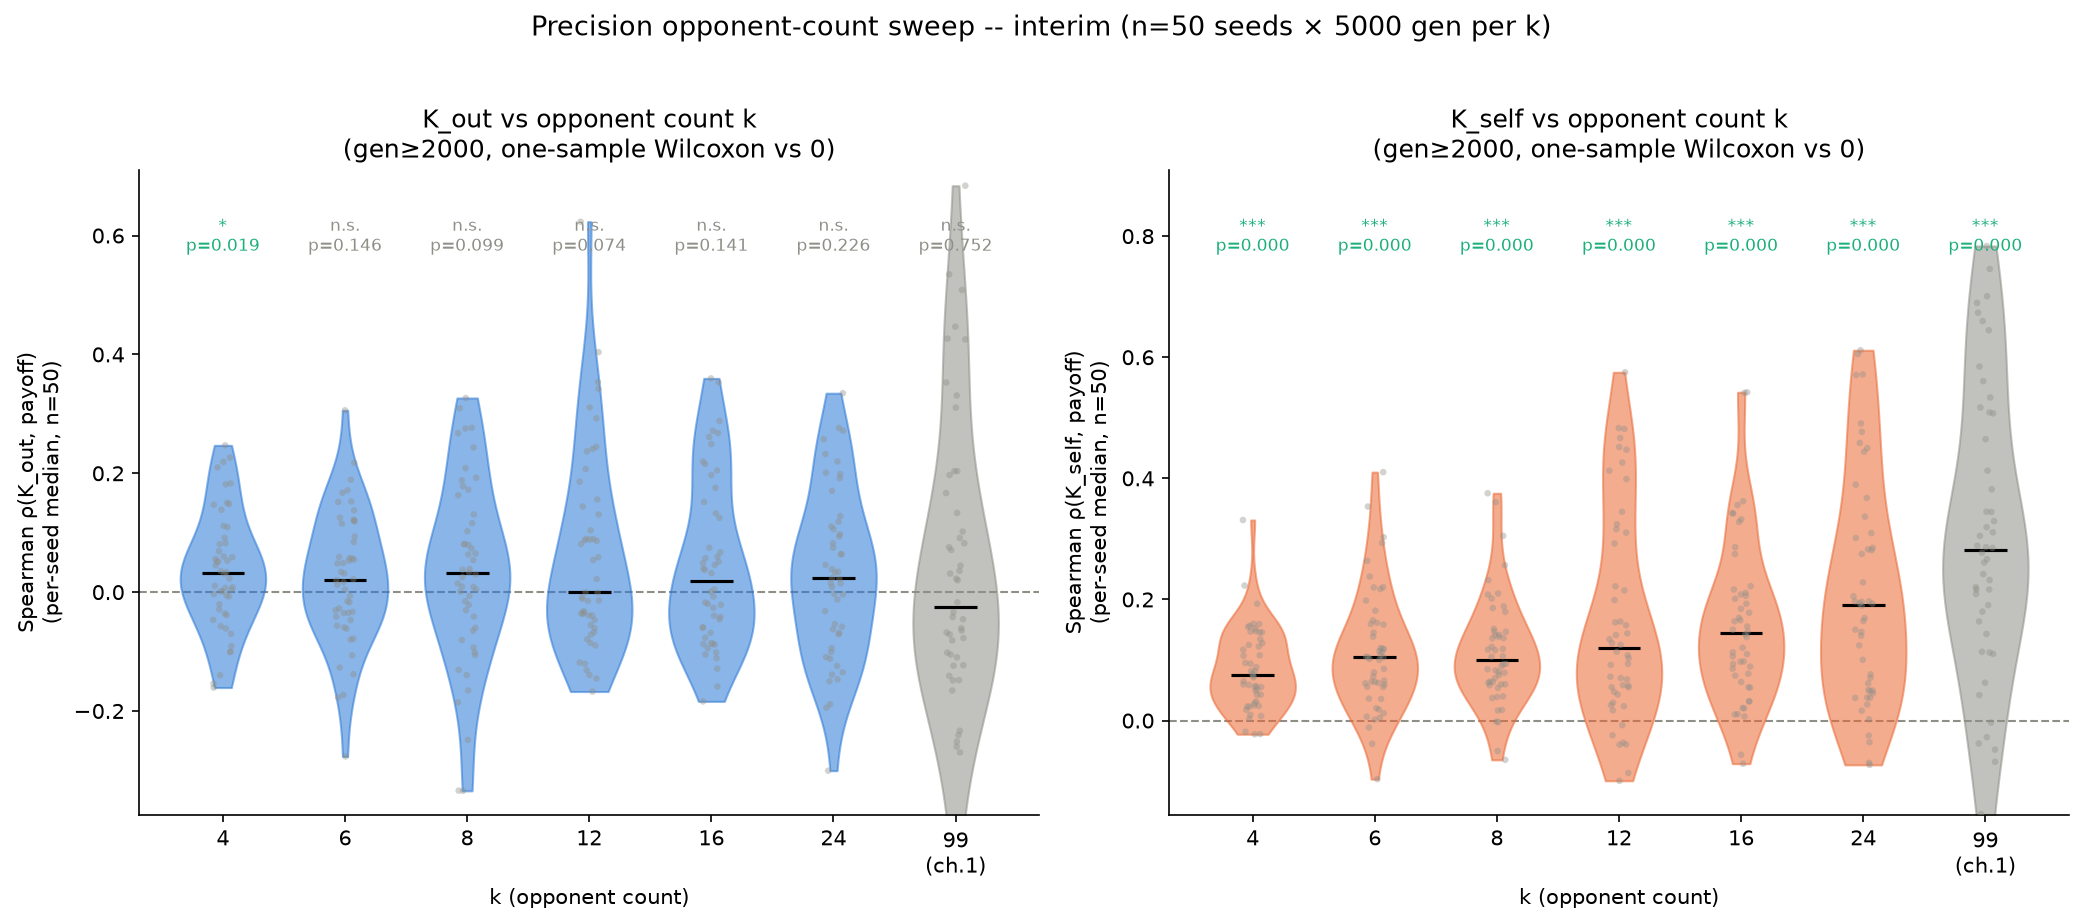 Precision opponent-count sweep -- interim (n=50 seeds × 5000 gen per k)
K_out vs opponent count k
(gen≥2000, one-sample Wilcoxon vs 0)
Spearman ρ(K_out, payoff)
(per-seed median, n=50)
0.6
0.4
0.2
0.0
−0.2
* n.s. n.s. n.s. n.s. n.s. n.s.
p=0.019 p=0.146 p=0.099 p=0.074 p=0.141 p=0.226 p=0.752
4 6 8 12 16 24 99
(ch.1)
k (opponent count)
K_self vs opponent count k
(gen≥2000, one-sample Wilcoxon vs 0)
Spearman ρ(K_self, payoff)
(per-seed median, n=50)
0.8
0.6
0.4
0.2
0.0
*** *** *** *** *** *** ***
p=0.000 p=0.000 p=0.000 p=0.000 p=0.000 p=0.000 p=0.000
4 6 8 12 16 24 99
(ch.1)
k (opponent count)